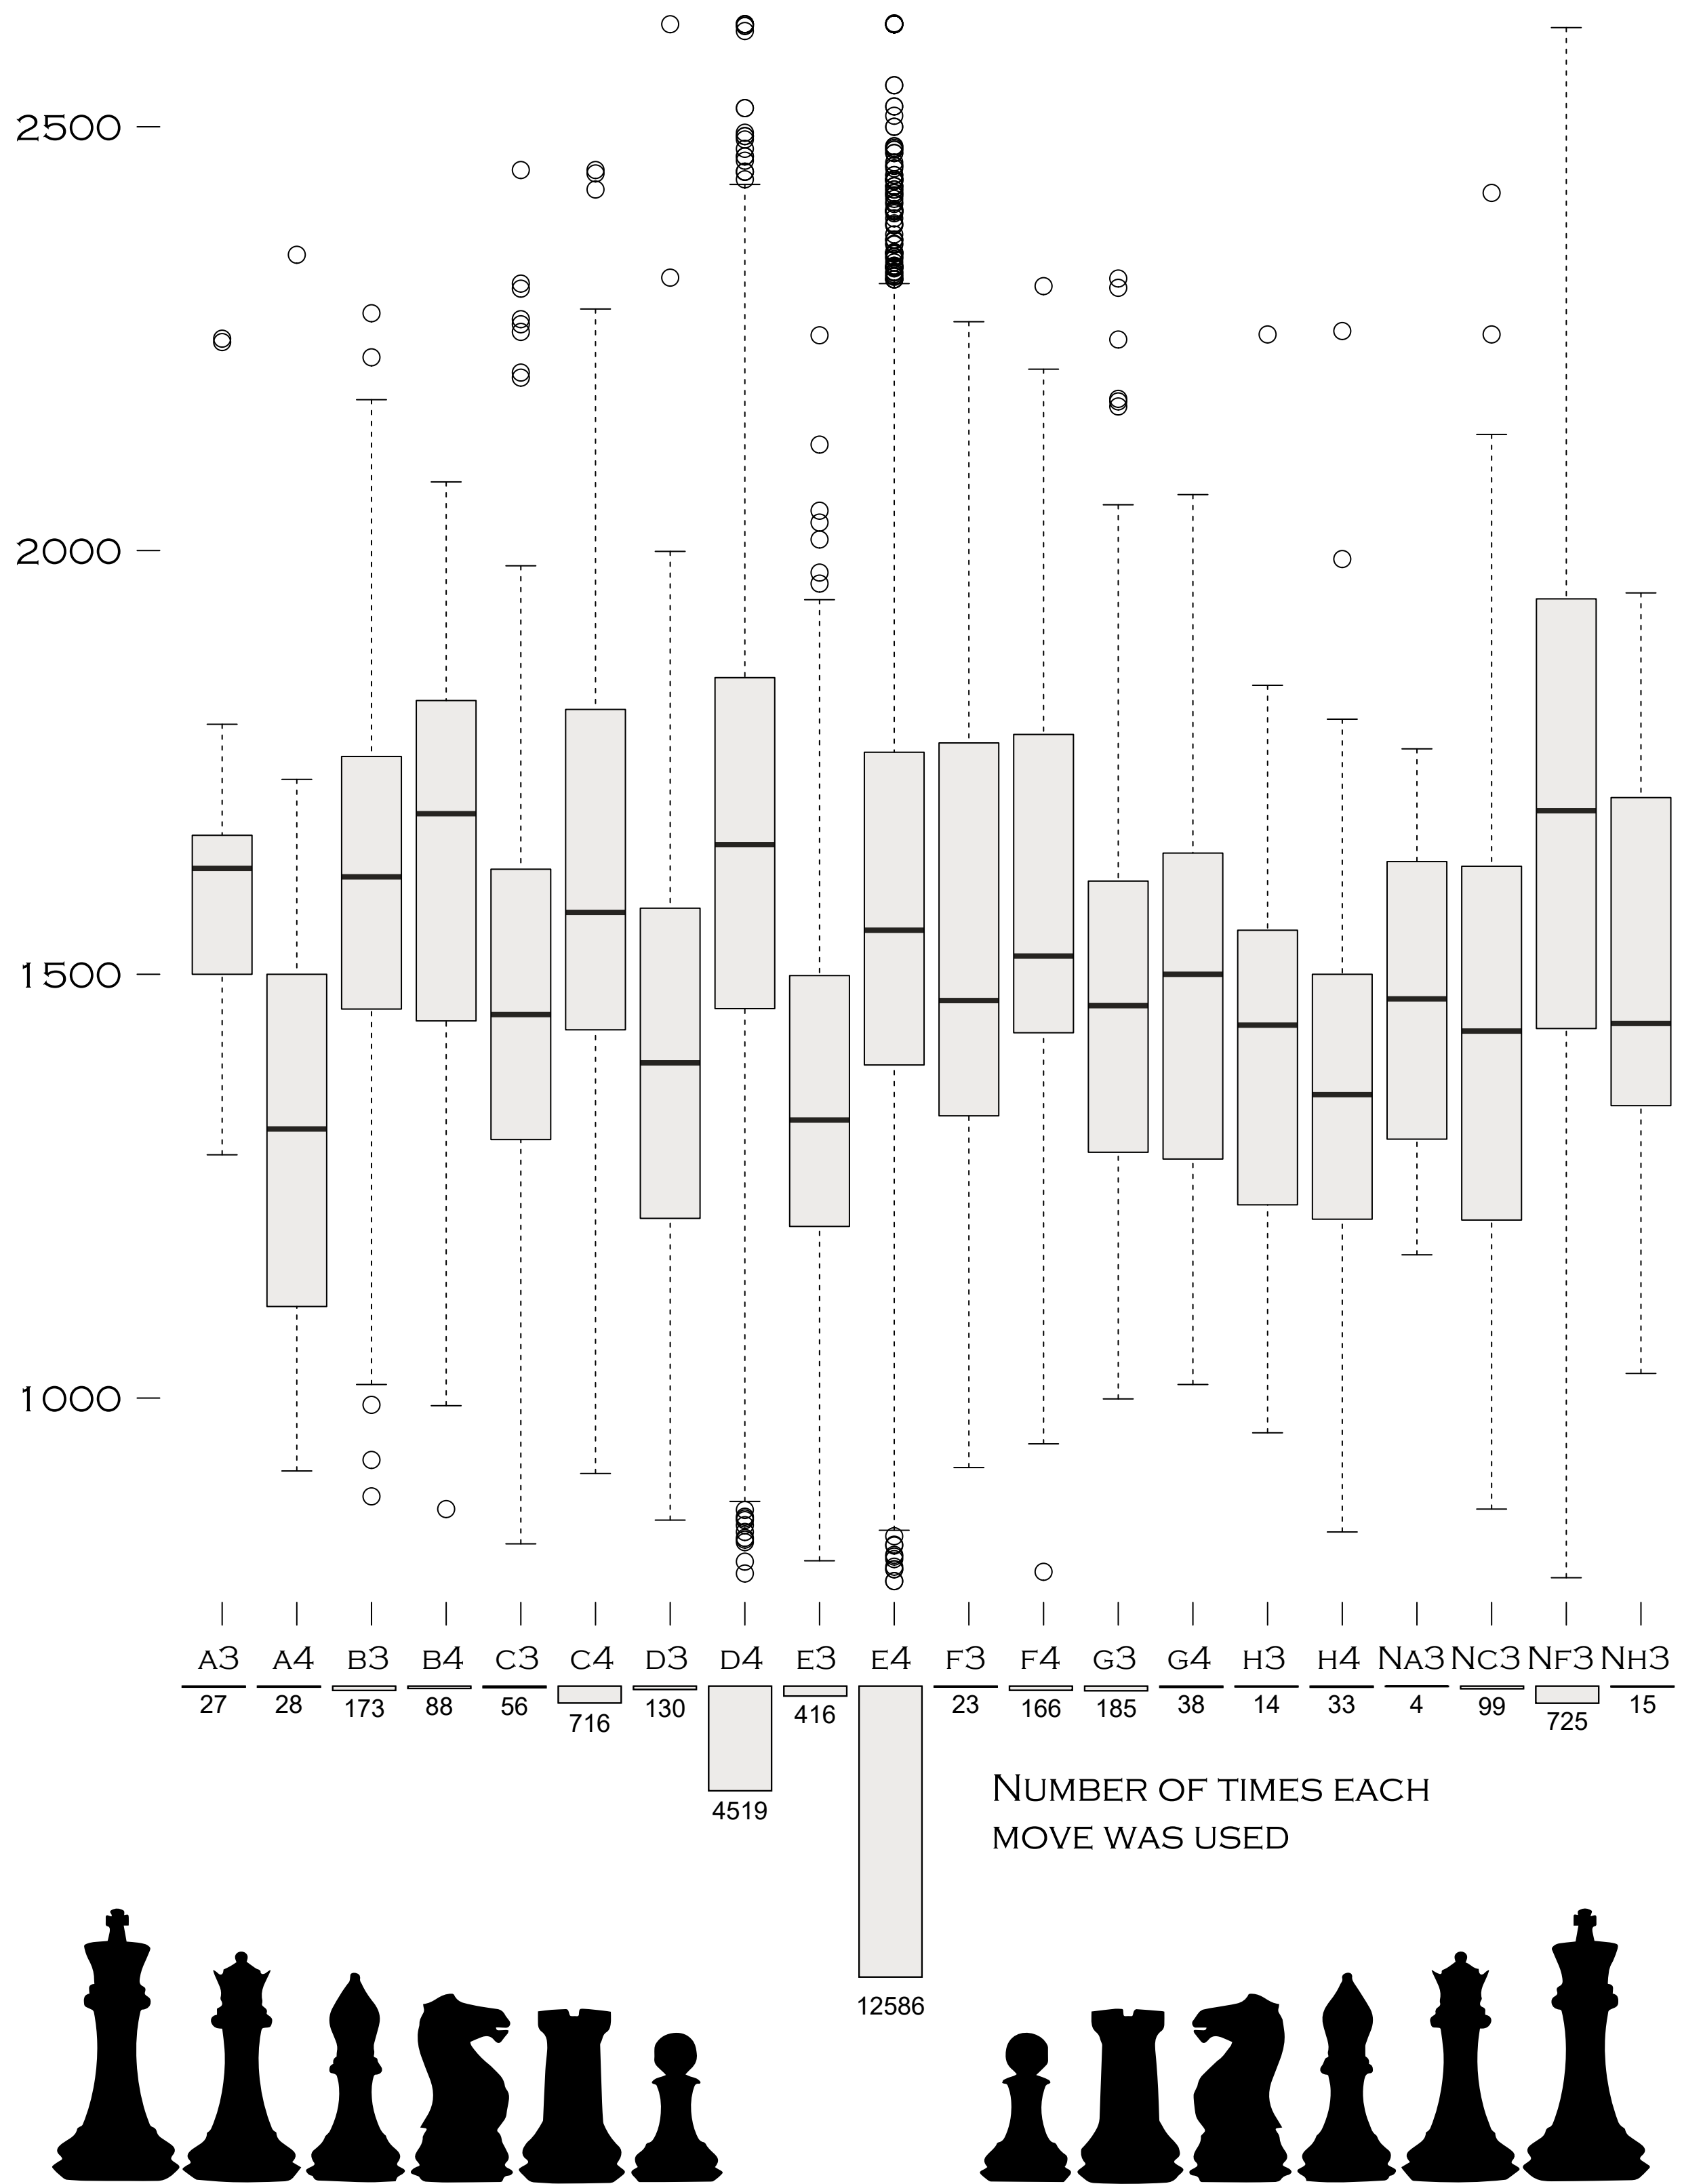 2500
2000
1500
1000
A3 A4 B3 B4 C3 C4 D3 D4 E3 E4 F3 F4 G3 G4 H3 H4 NA3 NC3 NF3 NH3
27 28 173 88 56 716 130 4519 416 12586 23 166 185 38 14 33 4 99 725 15
NUMBER OF TIMES EACH
MOVE WAS USED